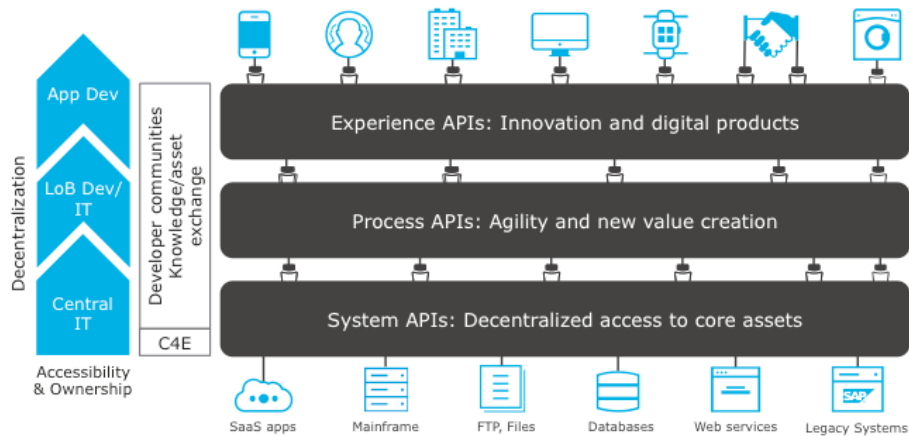 Decentralization
App Dev
LoB Dev/
IT
Central
IT
Accessibility
& Ownership
Developer communities
Knowledge/asset
exchange
C4E
Experience APIs: Innovation and digital products
Process APIs: Agility and new value creation
System APIs: Decentralized access to core assets
SaaS apps
Mainframe
FTP, Files
Databases
Web services
SAP
Legacy Systems